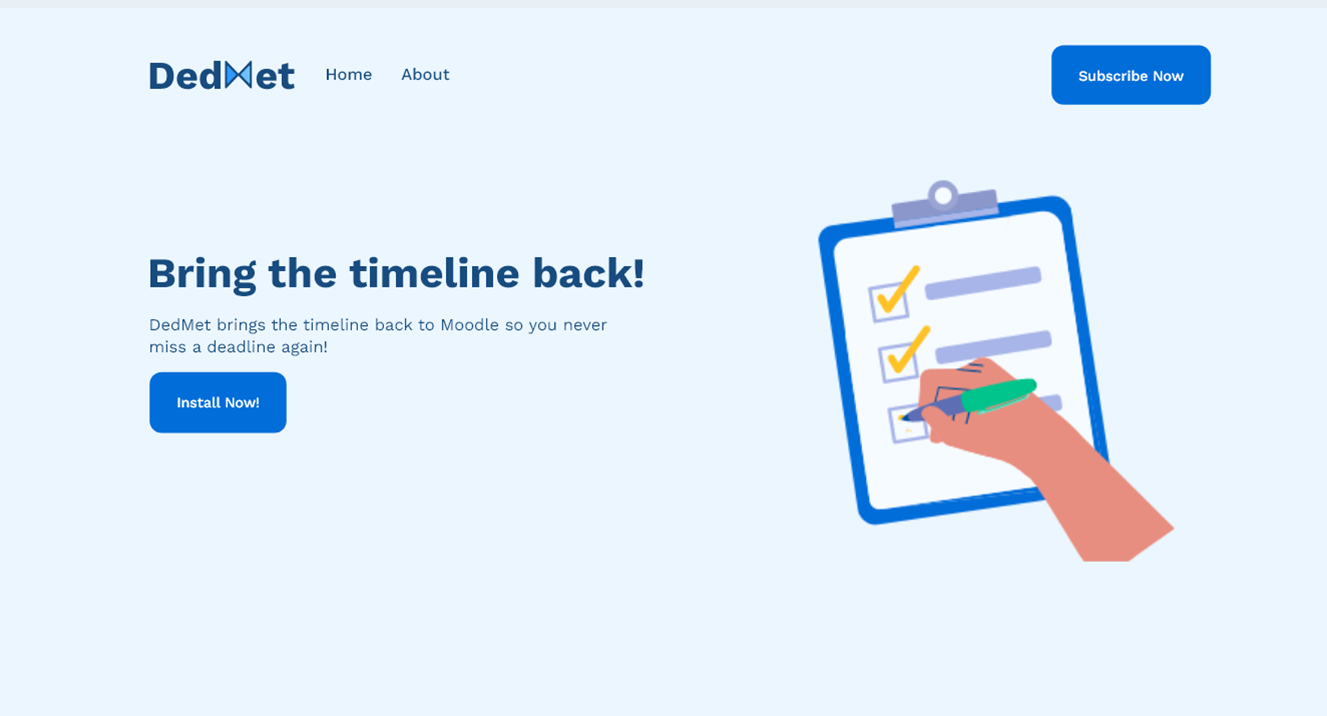 DedMet
Home
About
Subscribe Now
Bring the timeline back!
DedMet brings the timeline back to Moodle so you never
miss a deadline again!
Install Now!